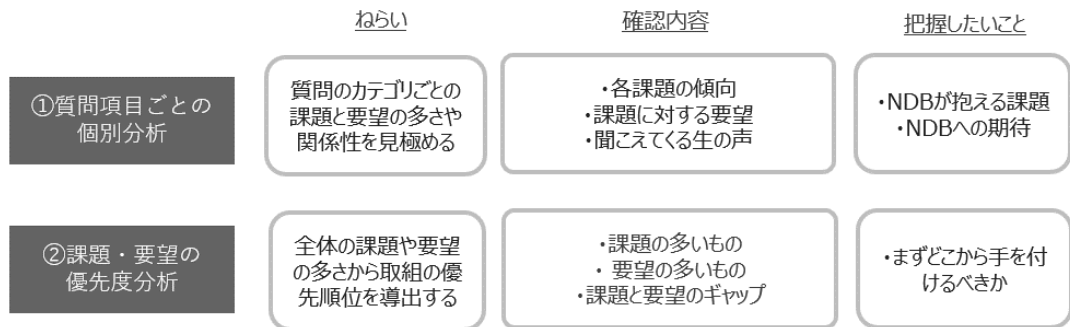 ねらい
確認内容
把握したいこと
①質問項目ごとの
個別分析
質問のカテゴリごとの
課題と要望の多さや
関係性を見極める
・各課題の傾向
・課題に対する要望
・聞こえてくる生の声
・NDBが抱える課題
・NDBへの期待
②課題・要望の
優先度分析
全体の課題や要望
の多さから取組の優
先順位を導出する
・課題の多いもの
・ 要望の多いもの
・課題と要望のギャップ
・まずどこから手を付
けるべきか